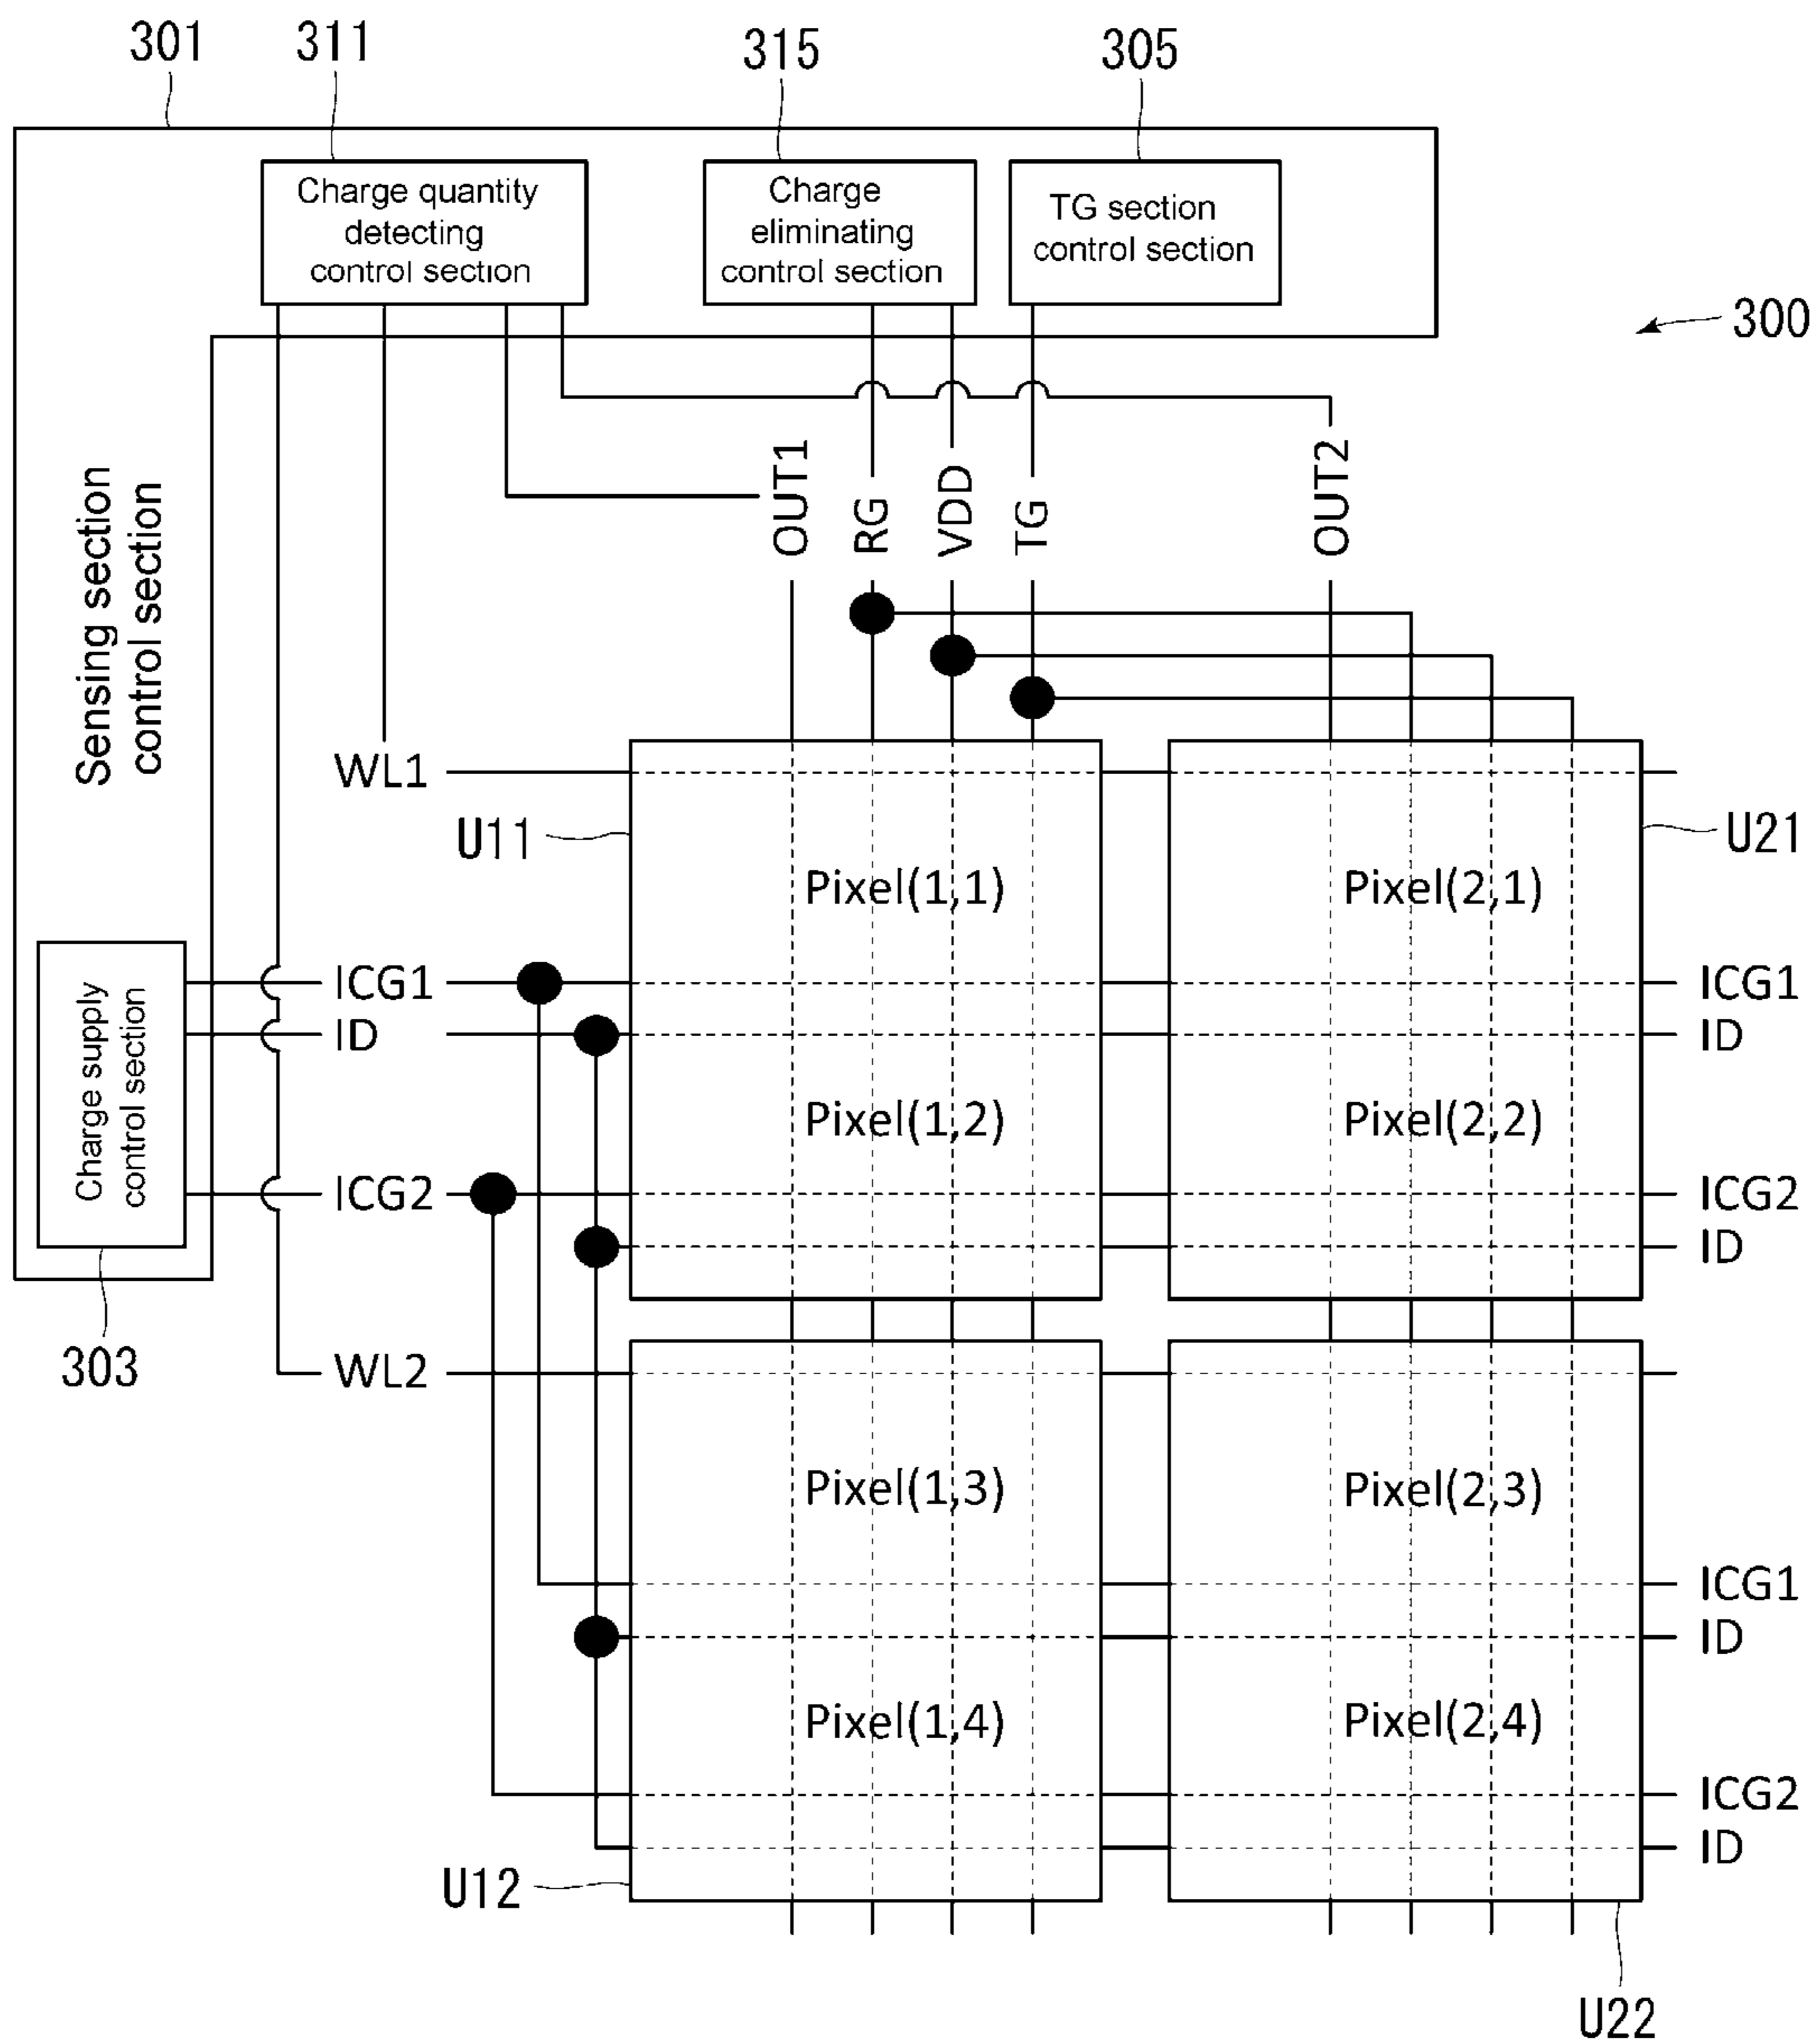 301
311
315
305
Charge quantity
detecting
control section
Charge
eliminating
control section
TG section
control section
300
Sensing section
control section
OUT1
RG
VDD
TG
OUT2
WL1
U11
U21
Pixel(1,1)
Pixel(2,1)
Charge supply
control section
ICG1
ICG1
ID
ID
Pixel(1,2)
Pixel(2,2)
ICG2
ICG2
ID
303
WL2
Pixel(1,3)
Pixel(2,3)
ICG1
ID
Pixel(1,4)
Pixel(2,4)
ICG2
ID
U12
U22